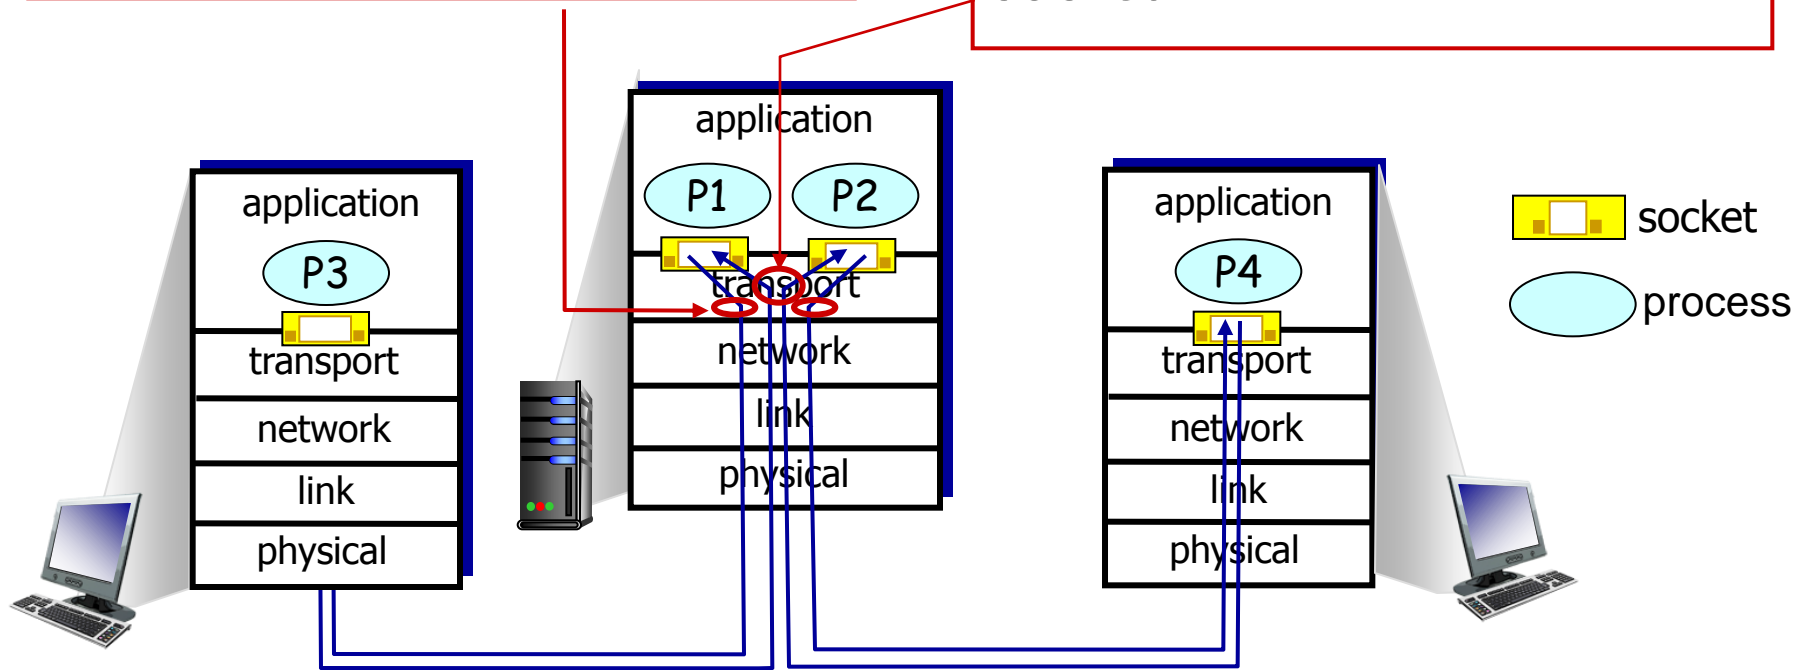 application
P1 P2
transport
network
link
physical
application
P3
transport
network
link
physical
application
P4
transport
network
link
physical
socket
process